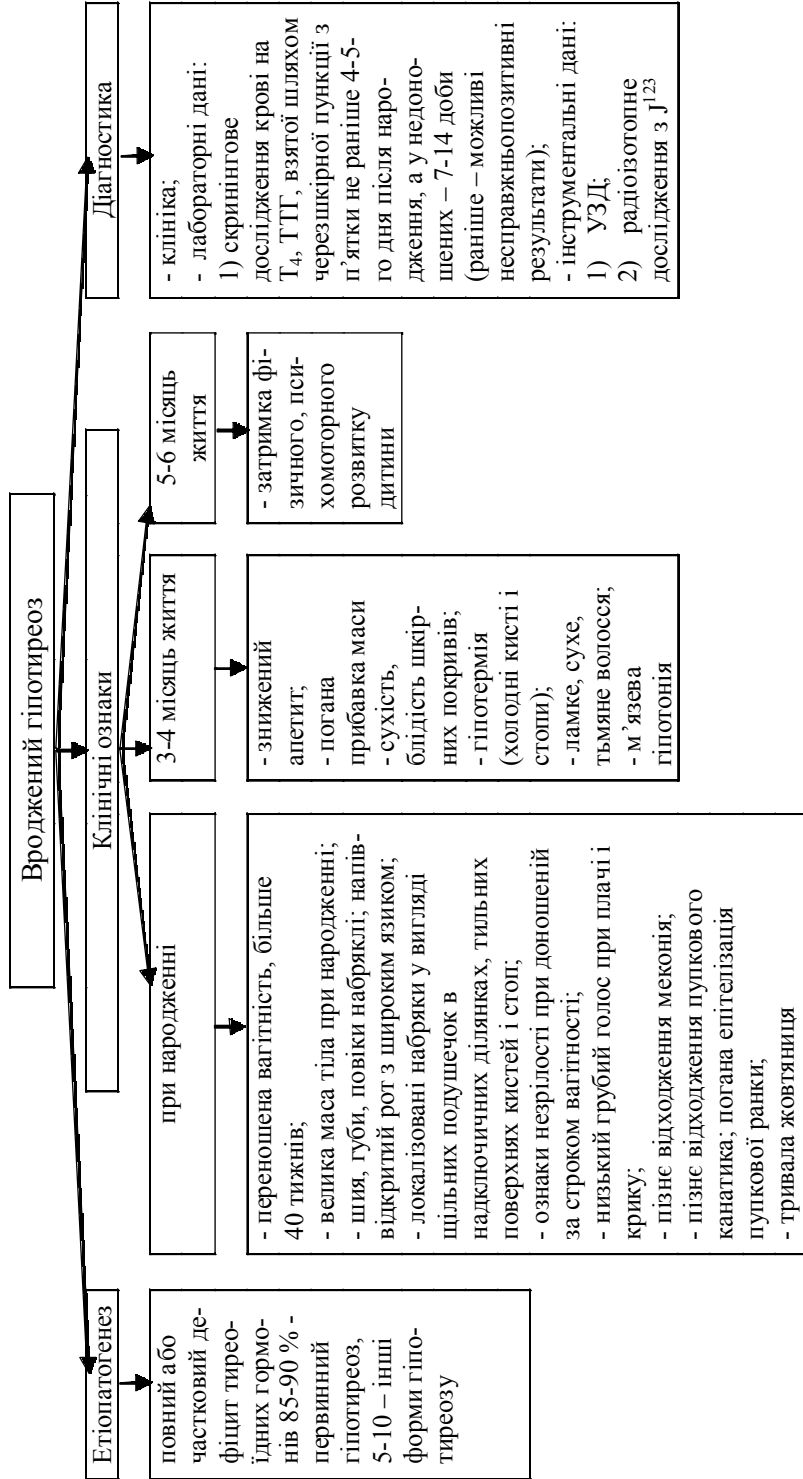 Вроджений гіпотиреоз
Етіопатогенез
повний або
частковий де-
фіцит тирео-
їдних гормо-
нів 85-90 % -
первинний
гіпотиреоз,
5-10 – інші
форми гіпо-
тиреозу
Клінічні ознаки
при народженні
- переношена вагітність, більше
40 тижнів;
- велика маса тіла при народженні;
- шия, губи, повіки набряклі; напів-
відкритий рот з широким язиком;
- локалізовані набряки у вигляді
щільних подушечок в
надключичних ділянках, тильних
поверхнях кистей і стоп;
- ознаки незрілості при доношеній
за строком вагітності;
- низький грубий голос при плачі і
крику;
- пізнє відходження меконія;
- пізнє відходження пупкового
канатика; погана епітелізація
пупкової ранки;
- тривала жовтяниця
3-4 місяць життя
- знижений
апетит;
- погана
прибавка маси
- сухість,
блідість шкір-
них покривів;
- гіпотермія
(холодні кисті і
стопи);
- ламке, сухе,
тьмяне волосся;
- м’язева
гіпотонія
5-6 місяць
життя
- затримка фі-
зичного, пси-
хомоторного
розвитку
дитини
Діагностика
- клініка,
- лабораторні дані:
1) скринінгове
дослідження крові на
Т₄, ТТГ, взятої шляхом
черезшкірної пункції з
п’ятки не раніше 4-5-
го дня після наро-
дження, а у недоно-
шених – 7-14 доби
(раніше – можливі
несправжньопозитивні
результати);
- інструментальні дані:
1) УЗД,
2) радіоізотопне
дослідження з J¹²³